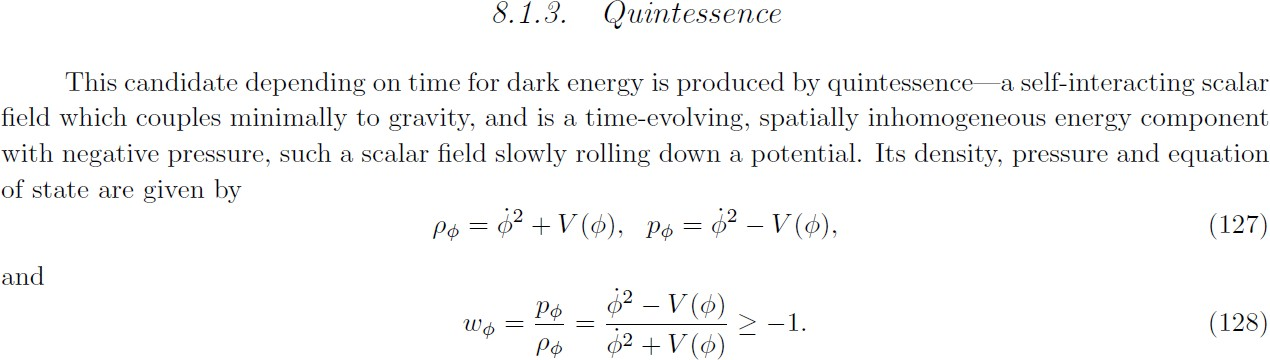 8.1.3. Quintessence
This candidate depending on time for dark energy is produced by quintessence—a self-interacting scalar
field which couples minimally to gravity, and is a time-evolving, spatially inhomogeneous energy component
with negative pressure, such a scalar field slowly rolling down a potential. Its density, pressure and equation
of state are given by
ρ_ϕ = ϕ̇² + V(ϕ), p_ϕ = ϕ̇² − V(ϕ), (127)
and
w_ϕ = p_ϕ / ρ_ϕ = (ϕ̇² − V(ϕ)) / (ϕ̇² + V(ϕ)) ≥ −1. (128)